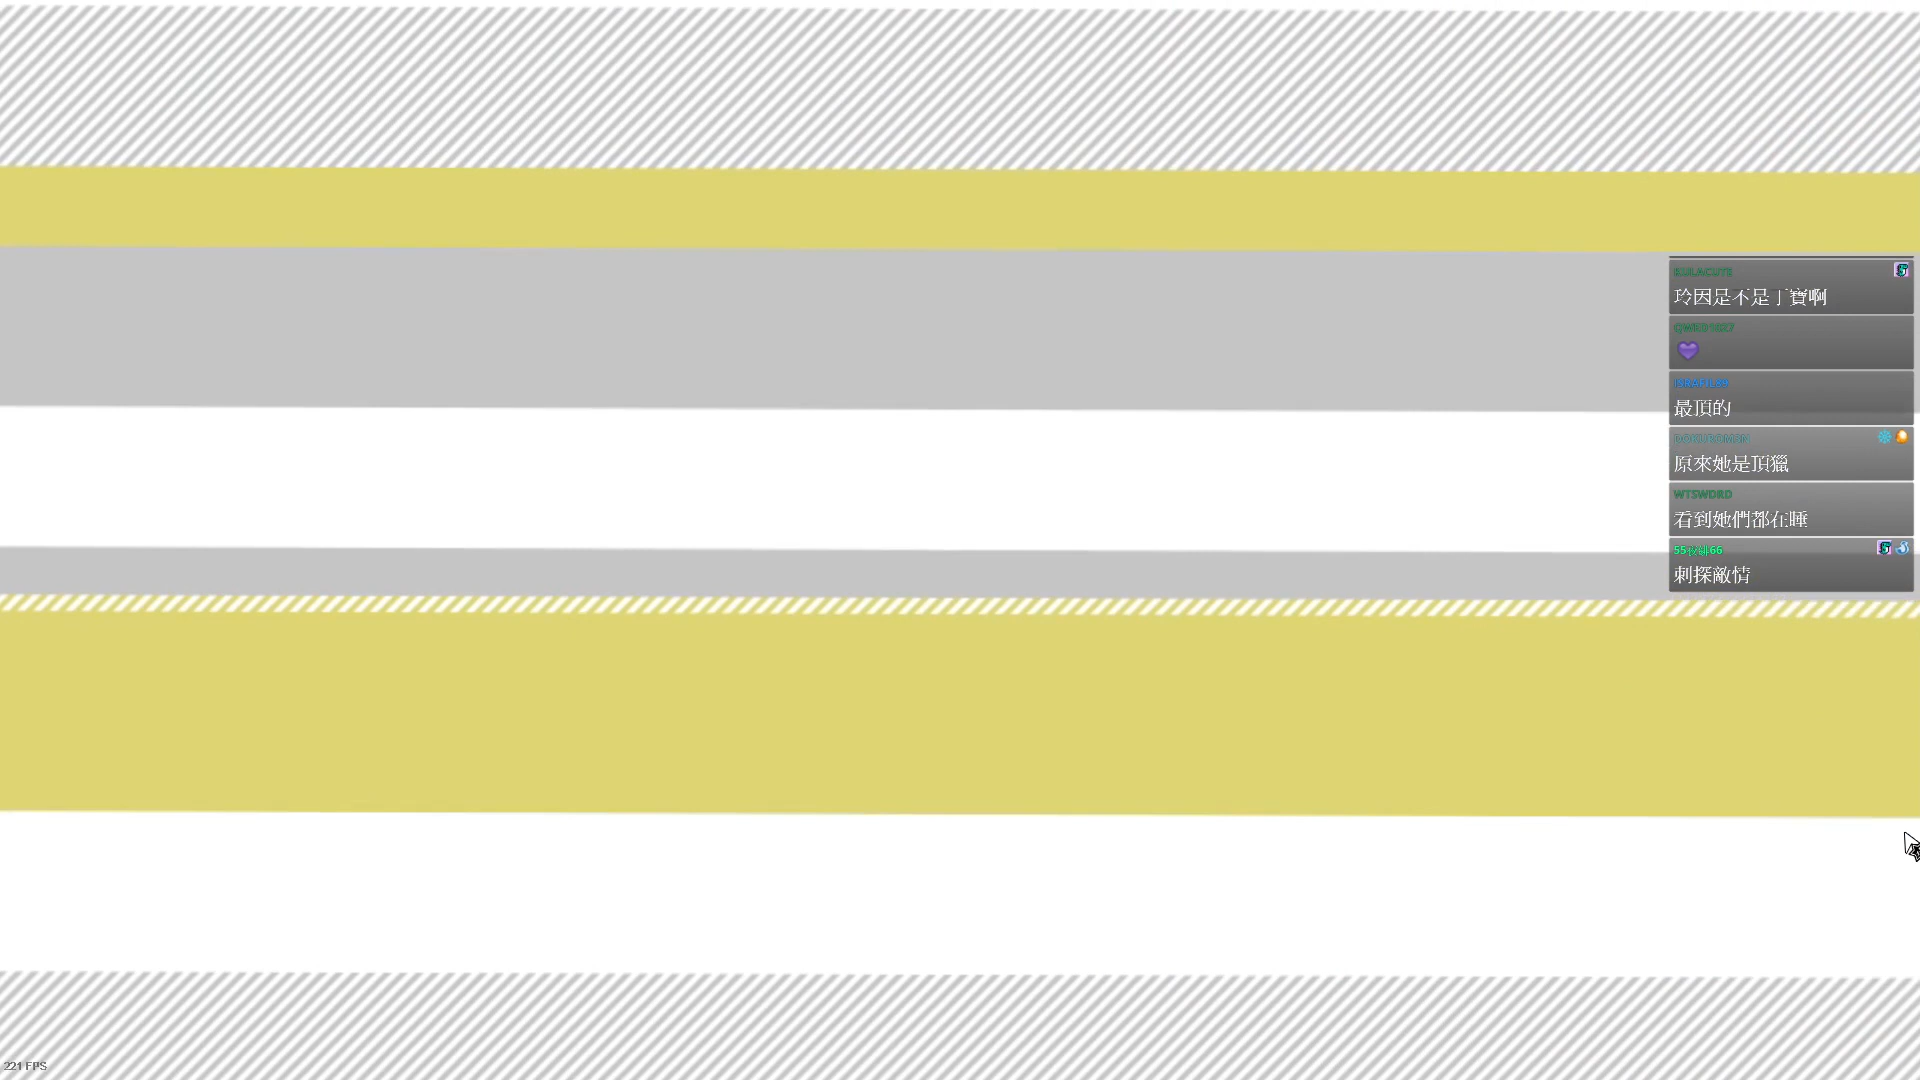 KULACUTE
玲因是不是丁寶啊
💜
最頂的
原來她是頂獵
WTSWORD
看到她們都在睡
刺探敵情
221 FPS